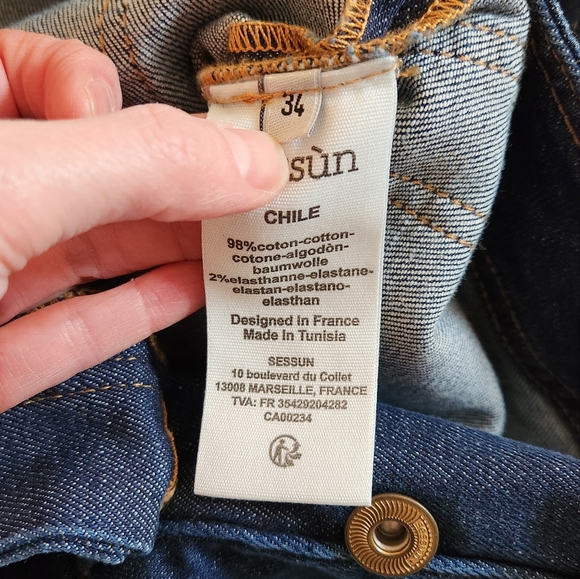 34
sùn
CHILE
98%coton-cotton-
cotone-algodòn-
baumwolle
2%elasthanne-elastane-
elastan-elastano-
elasthan
Designed in France
Made in Tunisia
SESSUN
10 boulevard du Collet
13008 MARSEILLE, FRANCE
TVA: FR 35429204282
CA00234